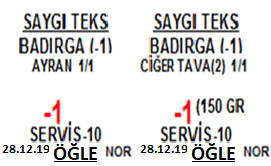 SAYGI TEKS
BADIRGA (-1)
AYRAN 1/1
-1
SERVİS-10
28.12.19 ÖĞLE NOR
SAYGI TEKS
BADIRGA (-1)
CİĞER TAVA(2) 1/1
-1 (150 GR
SERVİS-10
28.12.19 ÖĞLE NOR